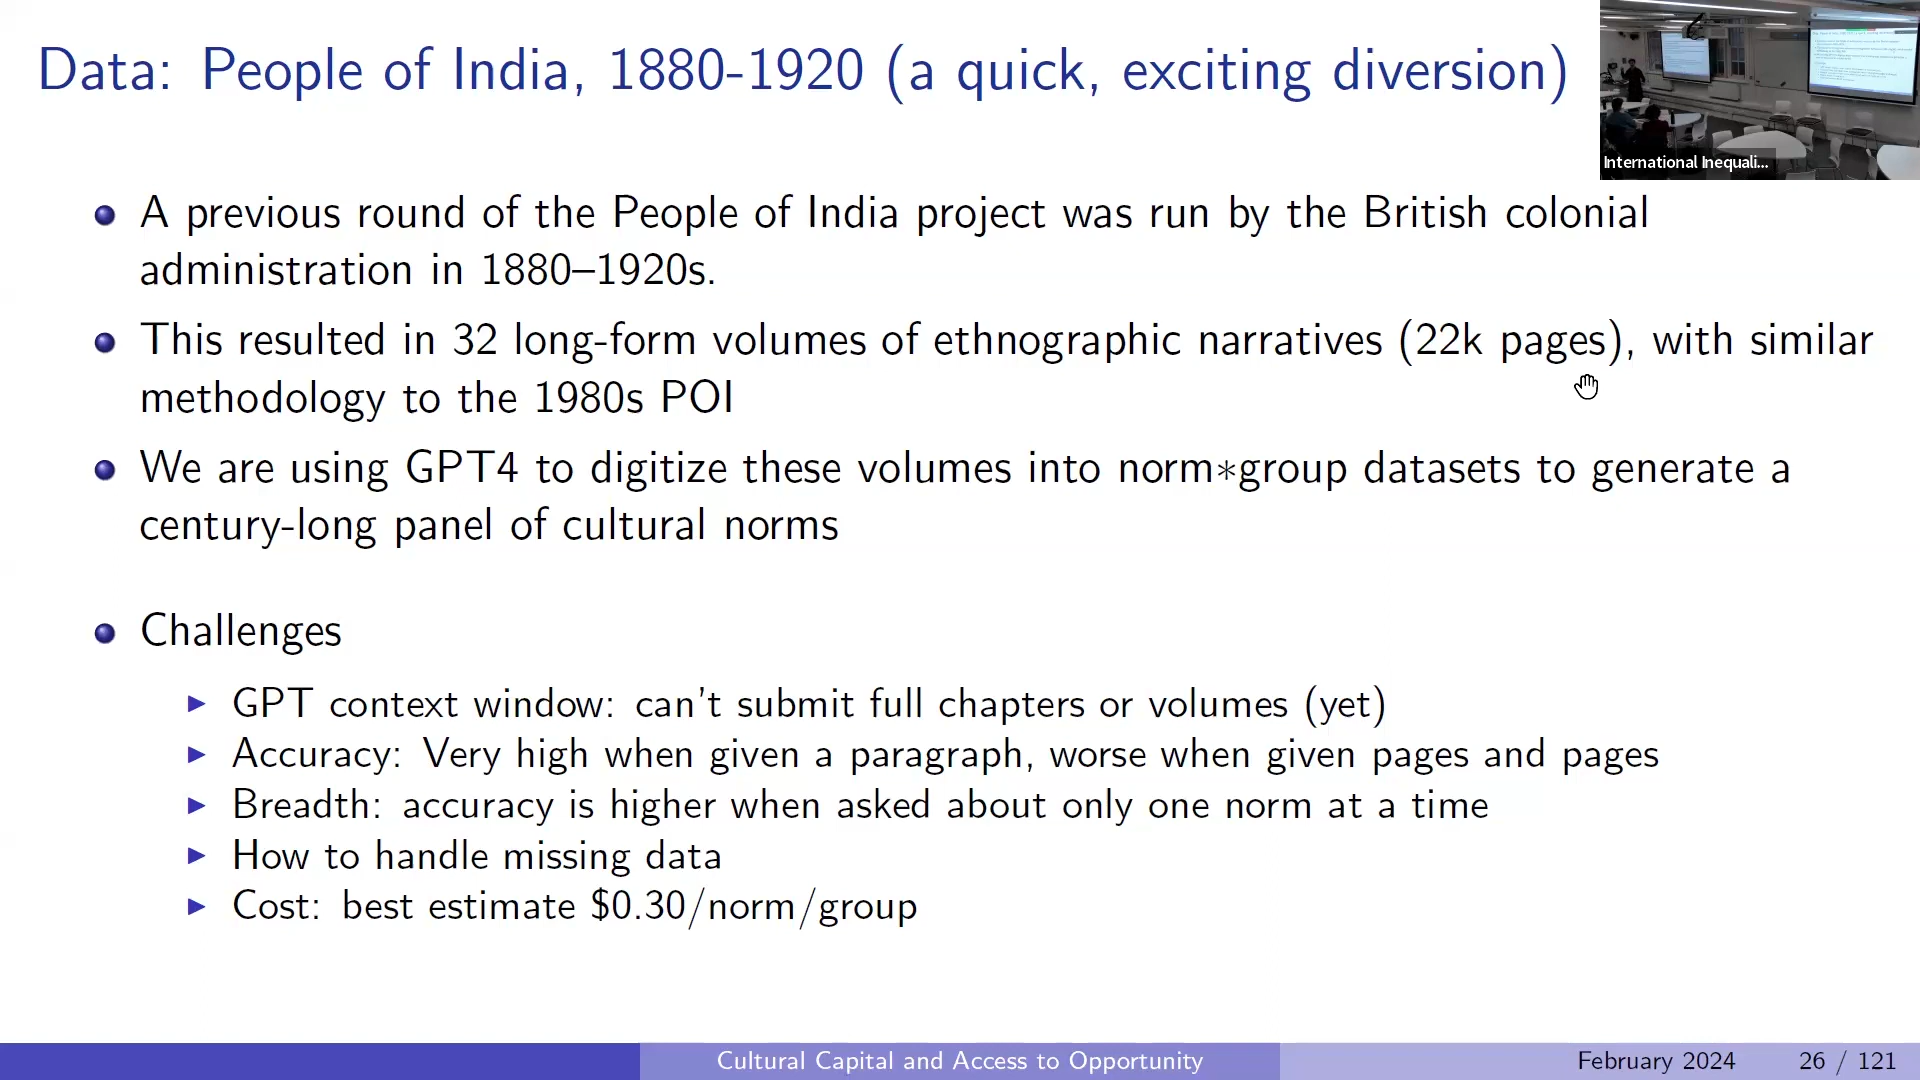 Data: People of India, 1880-1920 (a quick, exciting diversion)
International Inequali...
A previous round of the People of India project was run by the British colonial
administration in 1880–1920s.
This resulted in 32 long-form volumes of ethnographic narratives (22k pages), with similar
methodology to the 1980s POI
We are using GPT4 to digitize these volumes into norm*group datasets to generate a
century-long panel of cultural norms
Challenges
GPT context window: can't submit full chapters or volumes (yet)
Accuracy: Very high when given a paragraph, worse when given pages and pages
Breadth: accuracy is higher when asked about only one norm at a time
How to handle missing data
Cost: best estimate $0.30/norm/group
Cultural Capital and Access to Opportunity
February 2024 26 / 121